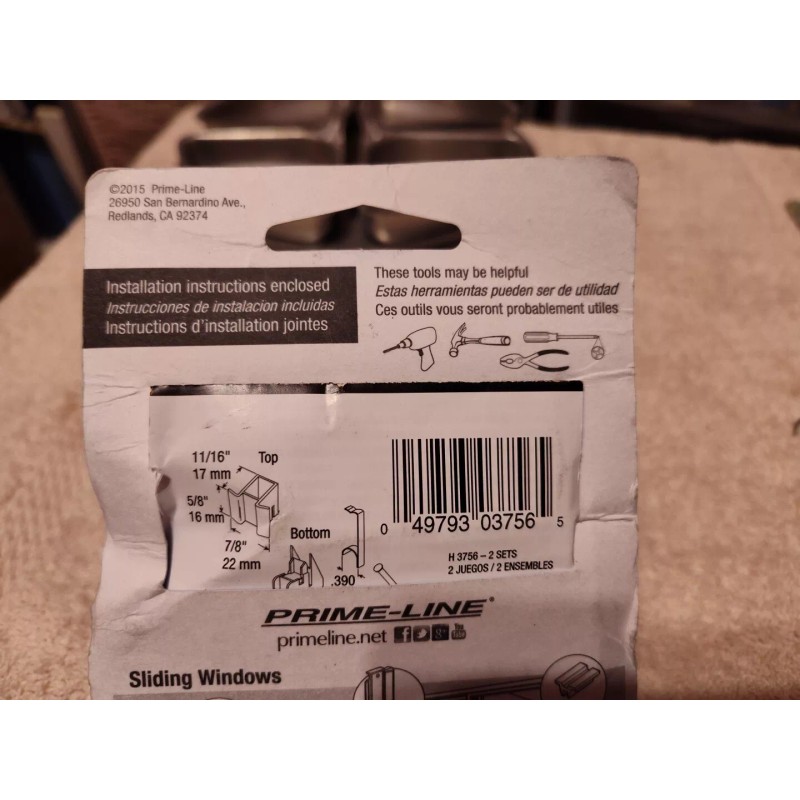 ©2015 Prime-Line
26950 San Bernardino Ave.,
Redlands, CA 92374
Installation instructions enclosed
Instrucciones de instalacion incluidas
Instructions d'installation jointes
These tools may be helpful
Estas herramientas pueden ser de utilidad
Ces outils vous seront probablement utiles
11/16" Top
17 mm
5/8"
16 mm
7/8"
22 mm
Bottom
.390
0 49793 03756 5
H 3756 – 2 SETS
2 JUEGOS / 2 ENSEMBLES
PRIME-LINE®
primeline.net f g+ You Tube
Sliding Windows